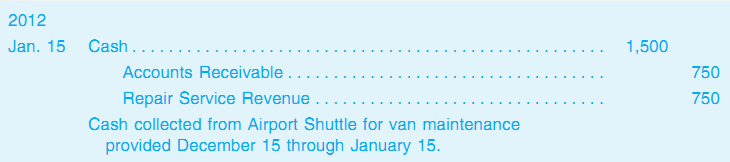 2012
Jan. 15 Cash . . . . . . . . . . . . . . . . . . . . . . . . . . . . . . . . . . . . . . . . . . . . . . . . . . . . 1,500
Accounts Receivable . . . . . . . . . . . . . . . . . . . . . . . . . . . . . . . . . . . 750
Repair Service Revenue . . . . . . . . . . . . . . . . . . . . . . . . . . . . . . . . 750
Cash collected from Airport Shuttle for van maintenance
provided December 15 through January 15.